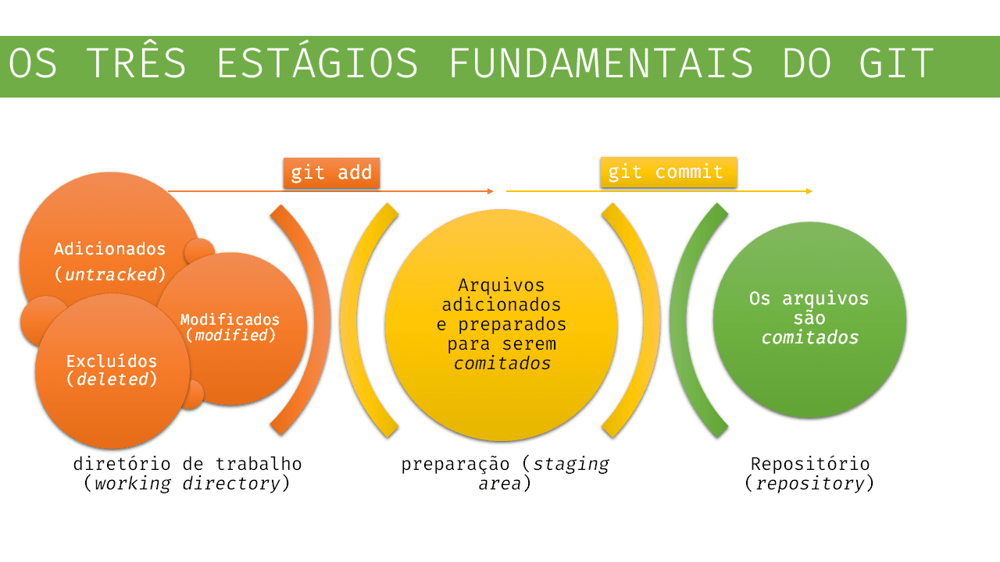 OS TRÊS ESTÁGIOS FUNDAMENTAIS DO GIT
git add
git commit
Adicionados
(untracked)
Modificados
(modified)
Excluídos
(deleted)
Arquivos
adicionados
e preparados
para serem
comitados
Os arquivos
são
comitados
diretório de trabalho
(working directory)
preparação (staging
area)
Repositório
(repository)